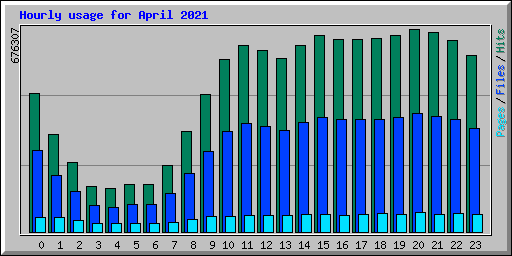 Hourly usage for April 2021
676307
Pages / Files / Hits
0 1 2 3 4 5 6 7 8 9 10 11 12 13 14 15 16 17 18 19 20 21 22 23